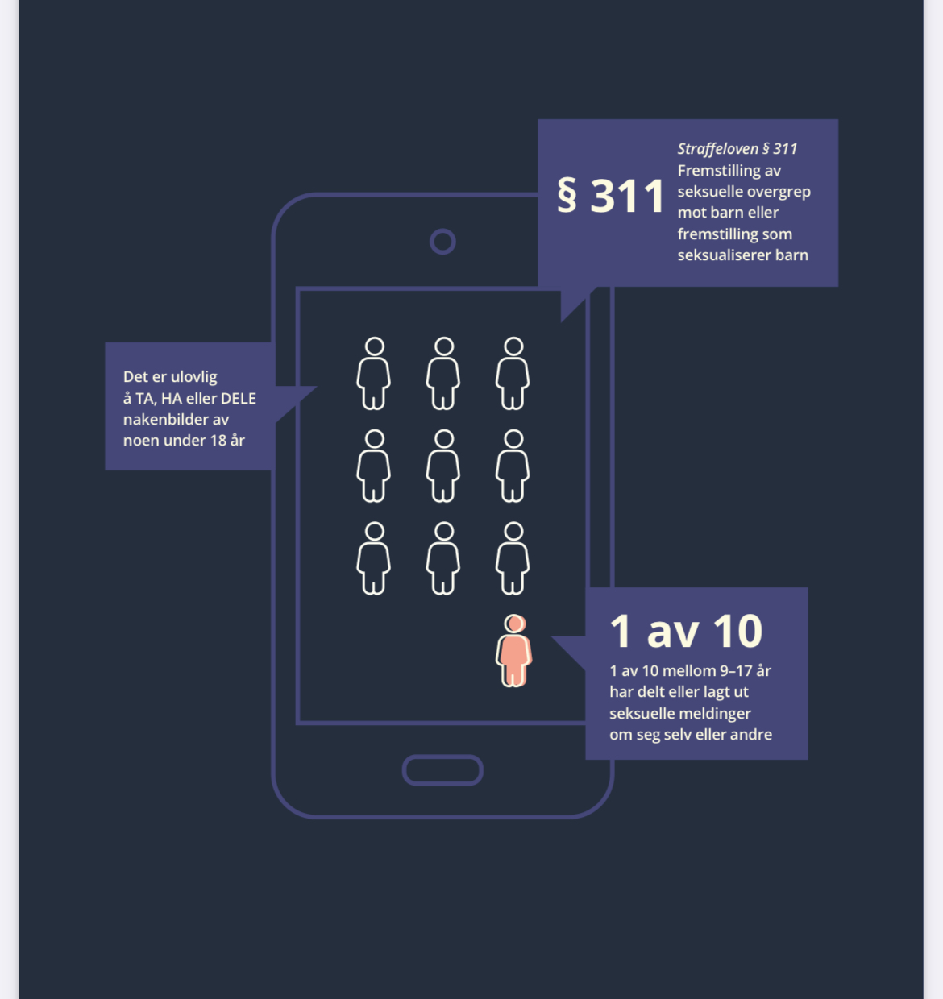 § 311
Straffeloven § 311
Fremstilling av
seksuelle overgrep
mot barn eller
fremstilling som
seksualiserer barn
Det er ulovlig
å TA, HA eller DELE
nakenbilder av
noen under 18 år
1 av 10
1 av 10 mellom 9–17 år
har delt eller lagt ut
seksuelle meldinger
om seg selv eller andre